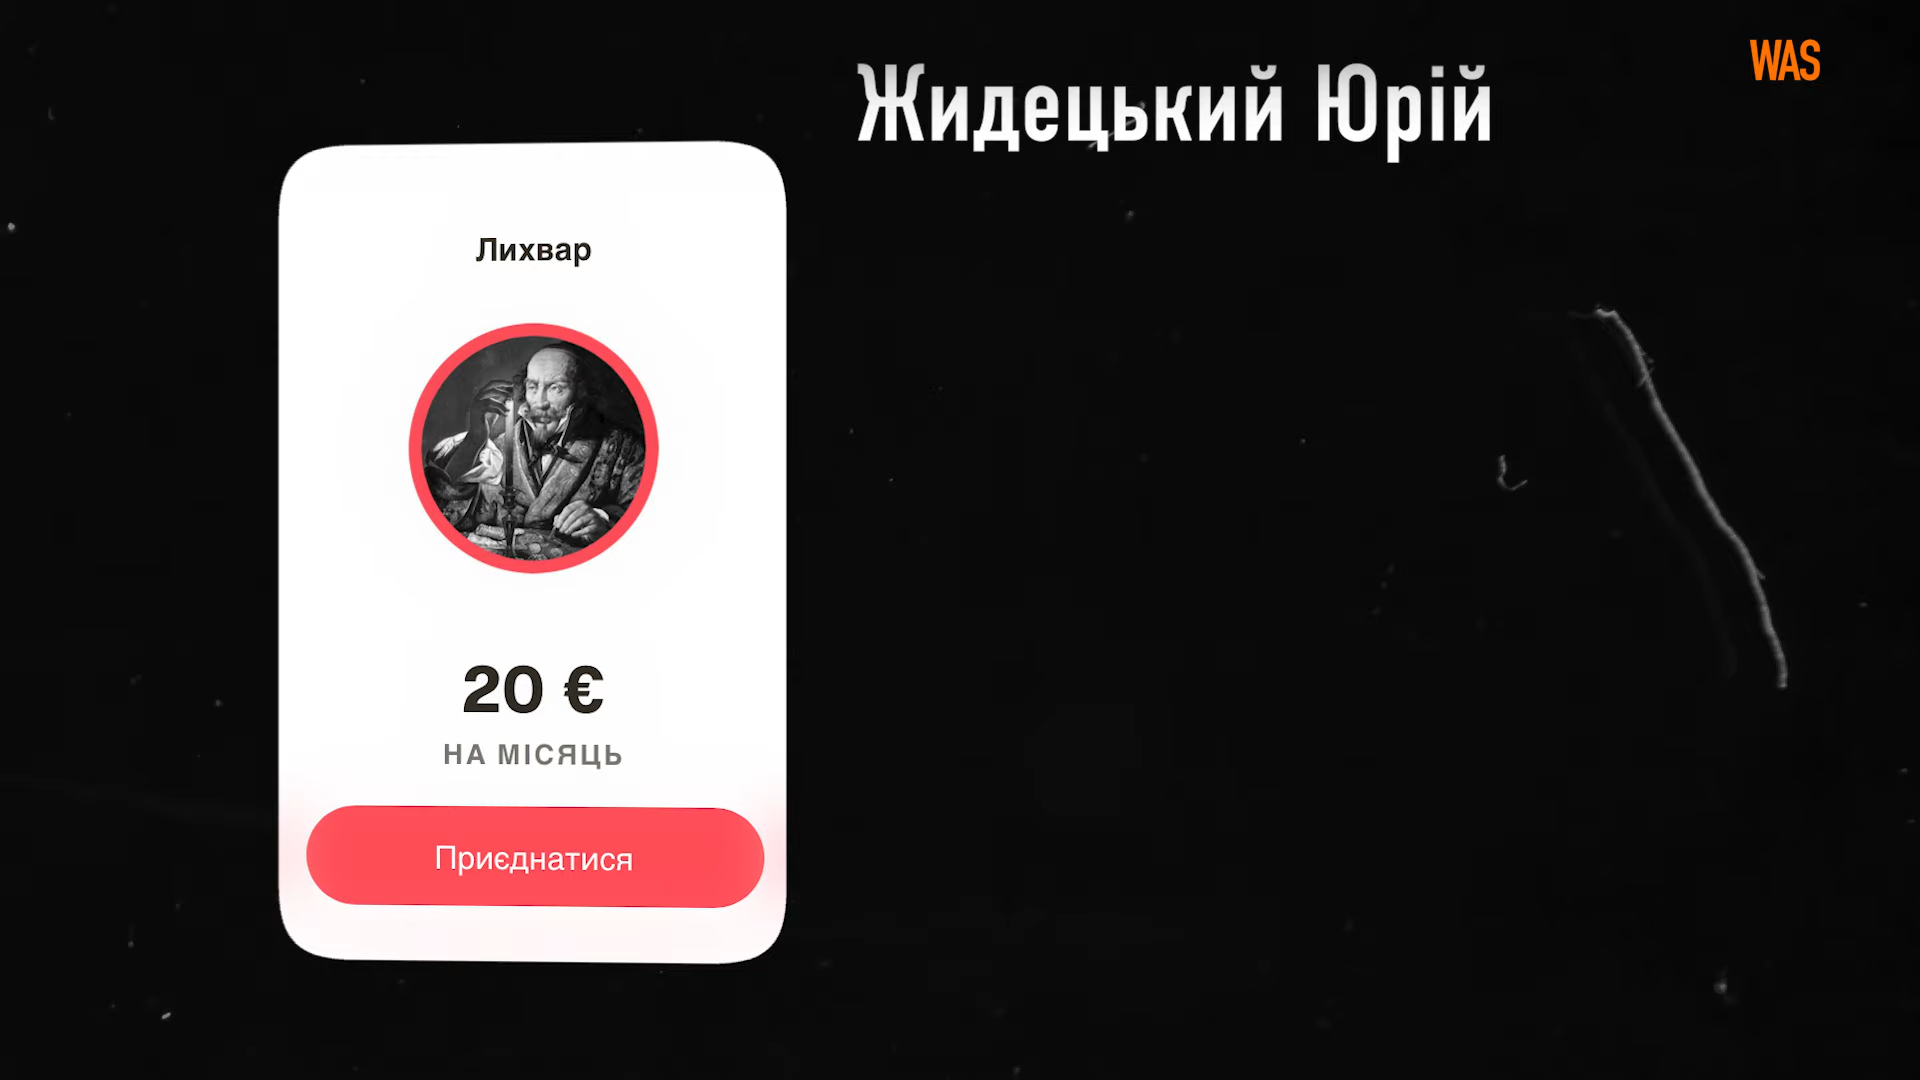 WAS
Жидецький Юрій
Лихвар
20 €
НА МІСЯЦЬ
Приєднатися